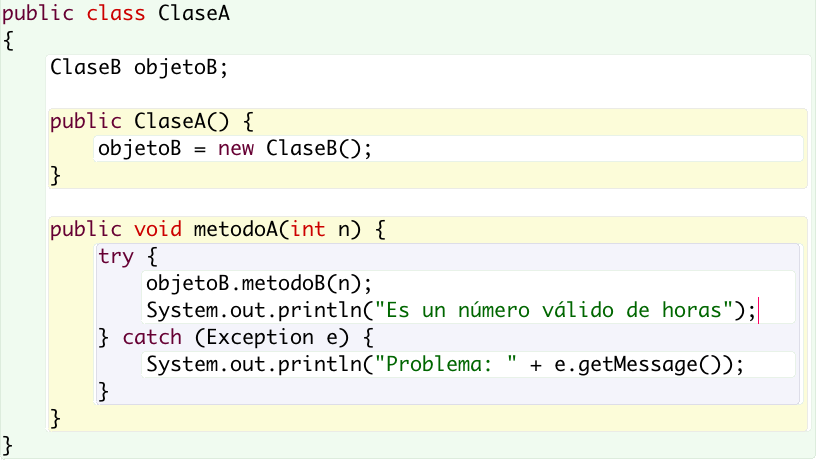 public class ClaseA
{
    ClaseB objetoB;

    public ClaseA() {
        objetoB = new ClaseB();
    }

    public void metodoA(int n) {
        try {
            objetoB.metodoB(n);
            System.out.println("Es un número válido de horas");
        } catch (Exception e) {
            System.out.println("Problema: " + e.getMessage());
        }
    }
}